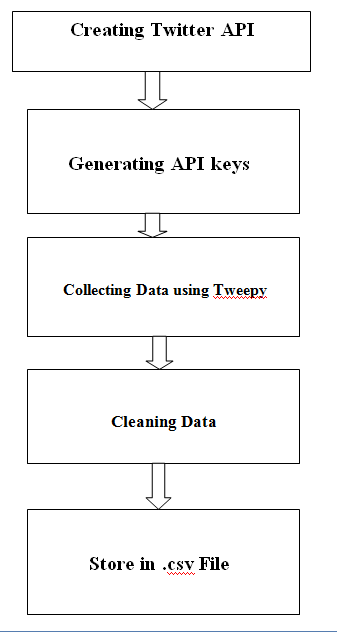 Creating Twitter API
Generating API keys
Collecting Data using Tweepy
Cleaning Data
Store in .csv File